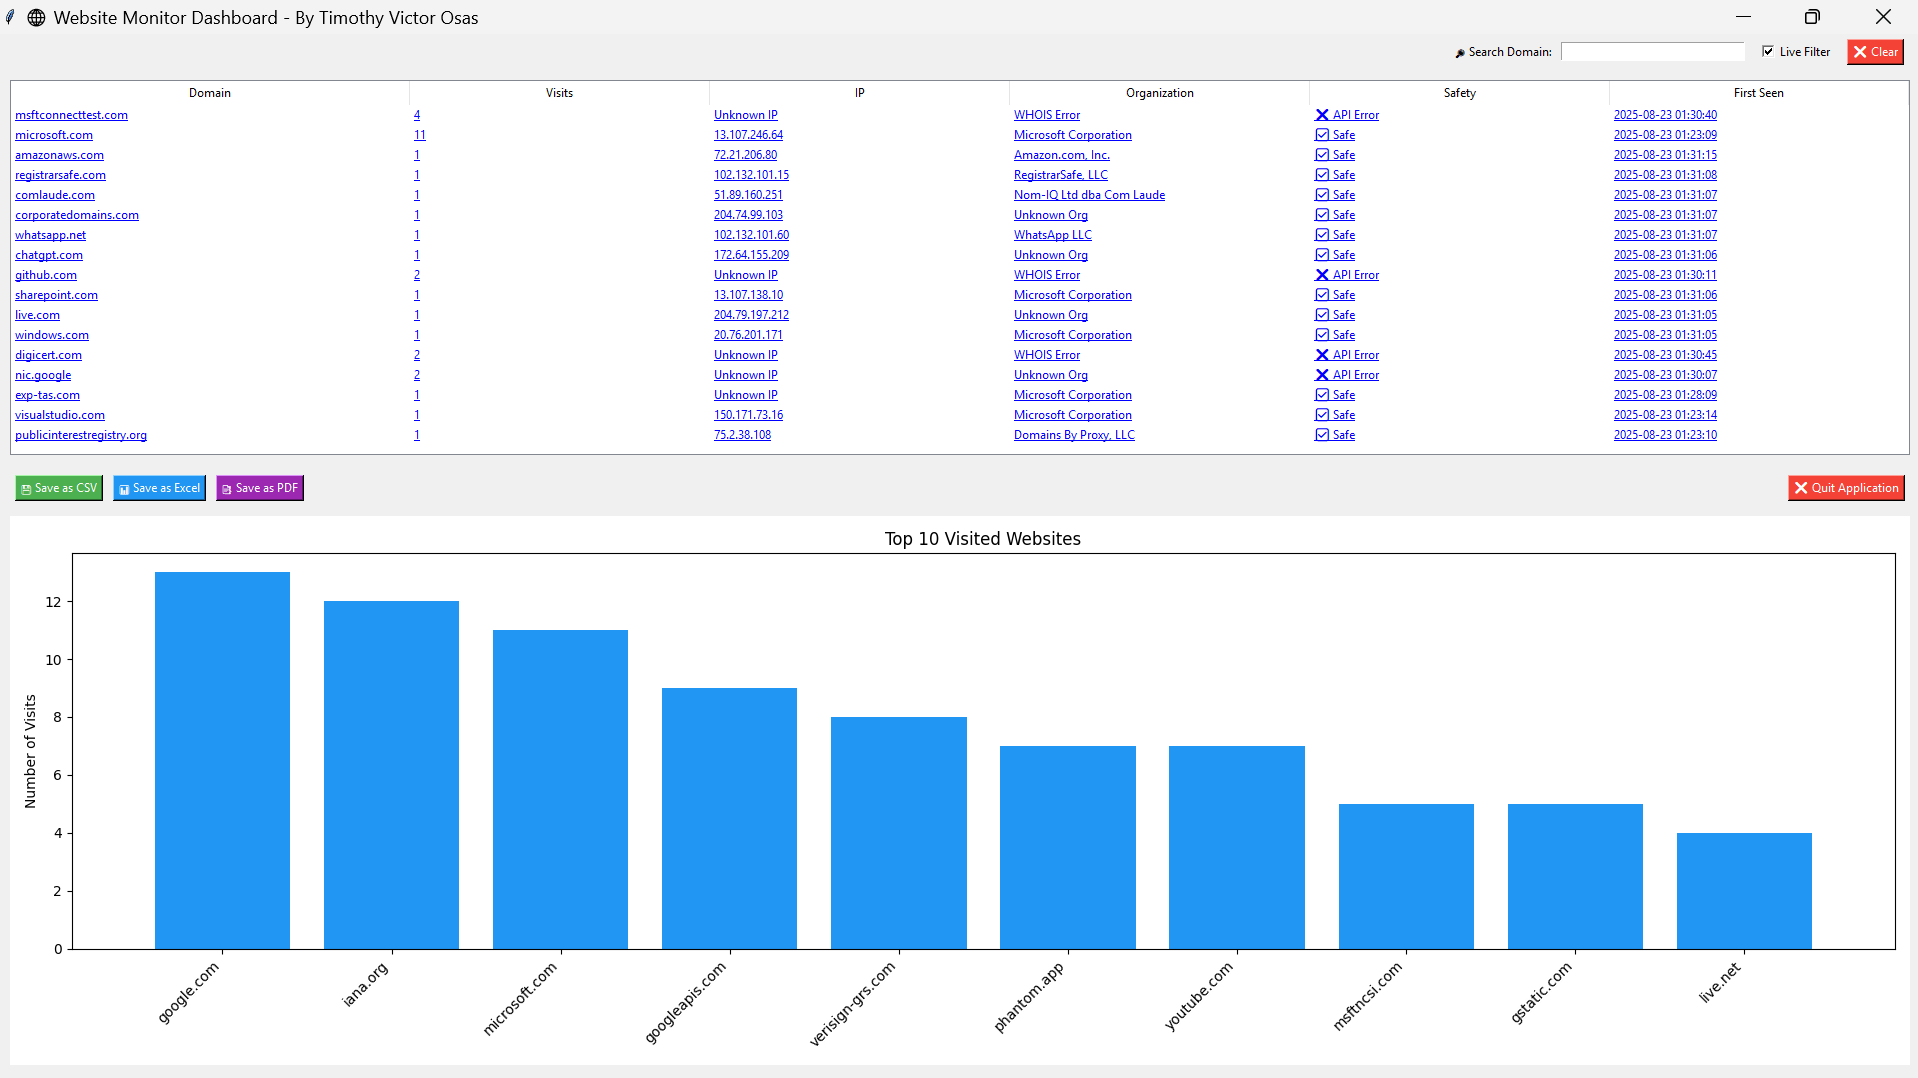 Website Monitor Dashboard - By Timothy Victor Osas
Search Domain: Live Filter Clear
Domain Visits IP Organization Safety First Seen
msftconnecttest.com 4 Unknown IP WHOIS Error API Error 2025-08-23 01:30:40
microsoft.com 11 13.107.246.64 Microsoft Corporation Safe 2025-08-23 01:23:09
amazonaws.com 1 72.21.206.80 Amazon.com, Inc. Safe 2025-08-23 01:31:15
registrarsafe.com 1 102.132.101.15 RegistrarSafe, LLC Safe 2025-08-23 01:31:08
comlaude.com 1 51.89.160.251 Nom-IQ Ltd dba Com Laude Safe 2025-08-23 01:31:07
corporatedomains.com 1 204.74.99.103 Unknown Org Safe 2025-08-23 01:31:07
whatsapp.net 1 102.132.101.60 WhatsApp LLC Safe 2025-08-23 01:31:07
chatgpt.com 1 172.64.155.209 Unknown Org Safe 2025-08-23 01:31:06
github.com 2 Unknown IP WHOIS Error API Error 2025-08-23 01:30:11
sharepoint.com 1 13.107.138.10 Microsoft Corporation Safe 2025-08-23 01:31:06
live.com 1 204.79.197.212 Unknown Org Safe 2025-08-23 01:31:05
windows.com 1 20.76.201.171 Microsoft Corporation Safe 2025-08-23 01:31:05
digicert.com 2 Unknown IP WHOIS Error API Error 2025-08-23 01:30:45
nic.google 2 Unknown IP Unknown Org API Error 2025-08-23 01:30:07
exp-tas.com 1 Unknown IP Microsoft Corporation Safe 2025-08-23 01:28:09
visualstudio.com 1 150.171.73.16 Microsoft Corporation Safe 2025-08-23 01:23:14
publicinterestregistry.org 1 75.2.38.108 Domains By Proxy, LLC Safe 2025-08-23 01:23:10
Save as CSV Save as Excel Save as PDF Quit Application
Top 10 Visited Websites
Number of Visits
12
10
8
6
4
2
0
google.com
iana.org
microsoft.com
googleapis.com
verisign-grs.com
phantom.app
youtube.com
msftncsi.com
gstatic.com
live.net